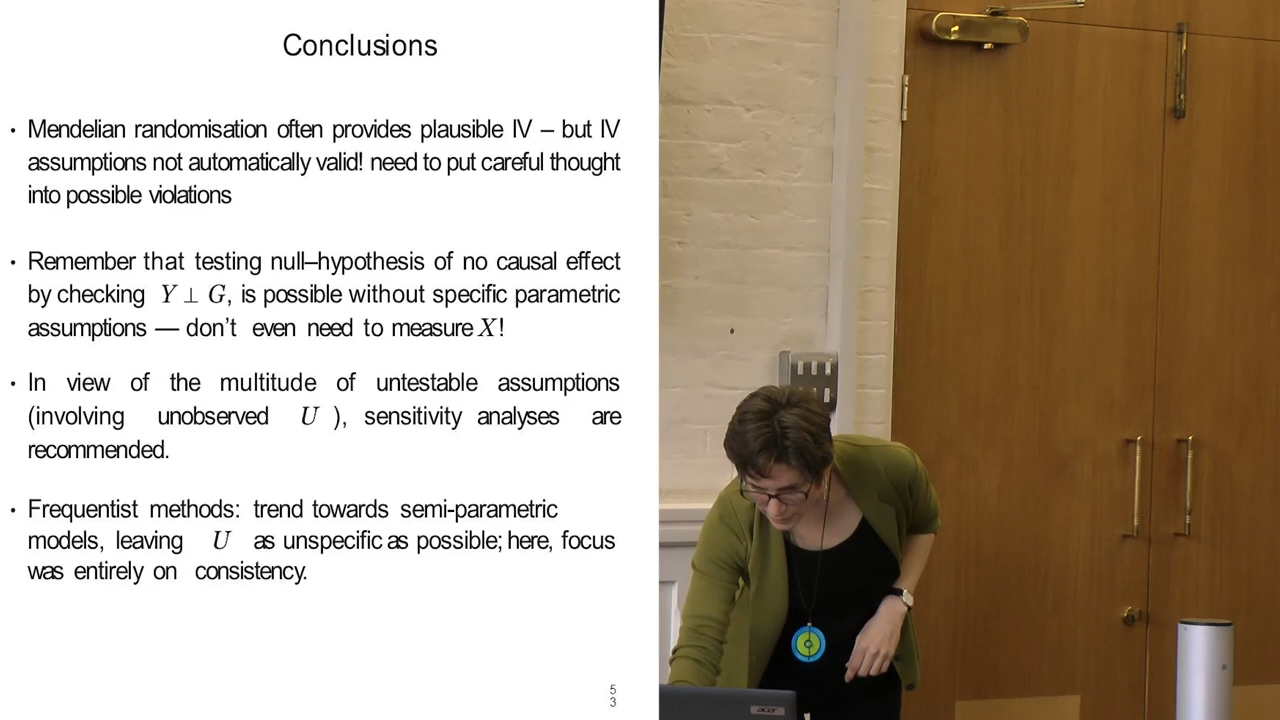 Conclusions
• Mendelian randomisation often provides plausible IV – but IV
assumptions not automatically valid! need to put careful thought
into possible violations
• Remember that testing null–hypothesis of no causal effect
by checking Y ⊥ G, is possible without specific parametric
assumptions — don't even need to measure X!
• In view of the multitude of untestable assumptions
(involving unobserved U ), sensitivity analyses are
recommended.
• Frequentist methods: trend towards semi-parametric
models, leaving U as unspecific as possible; here, focus
was entirely on consistency.
5
3
acer